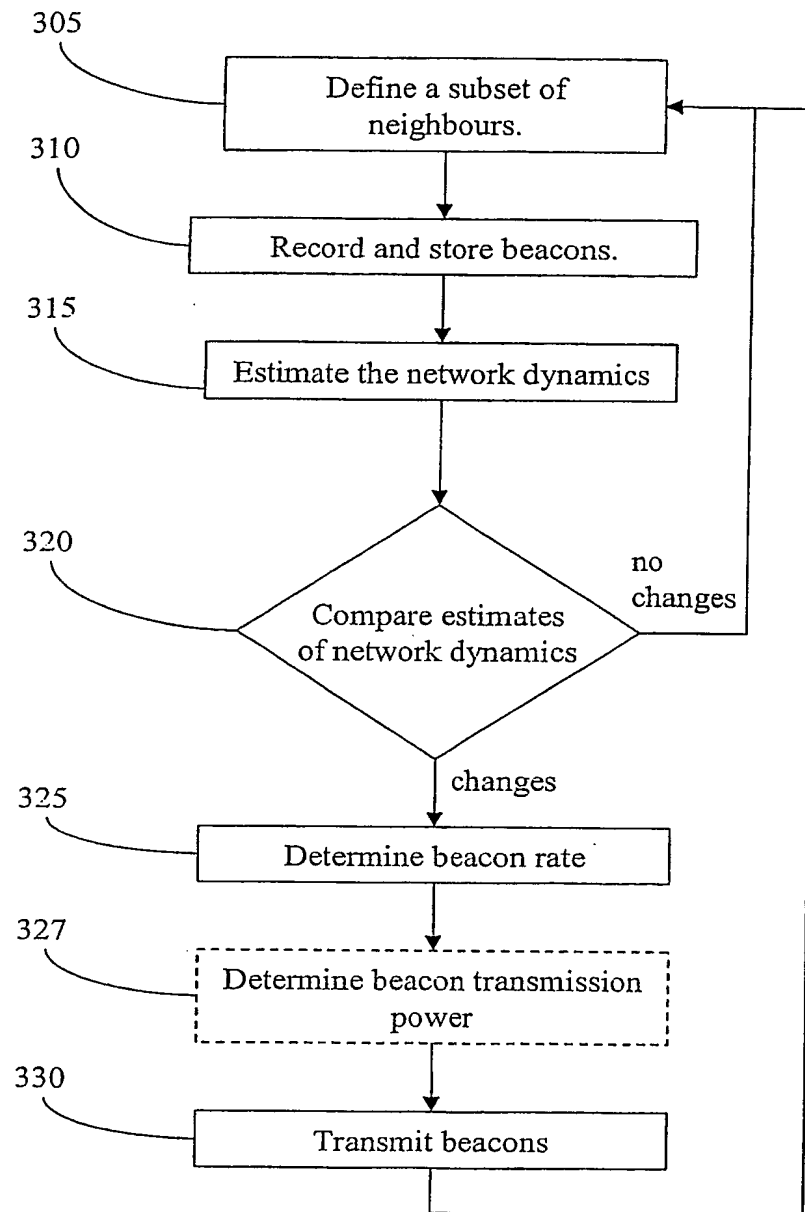 305
Define a subset of
neighbours.
310
Record and store beacons.
315
Estimate the network dynamics
320
Compare estimates
of network dynamics
no
changes
changes
325
Determine beacon rate
327
Determine beacon transmission
power
330
Transmit beacons